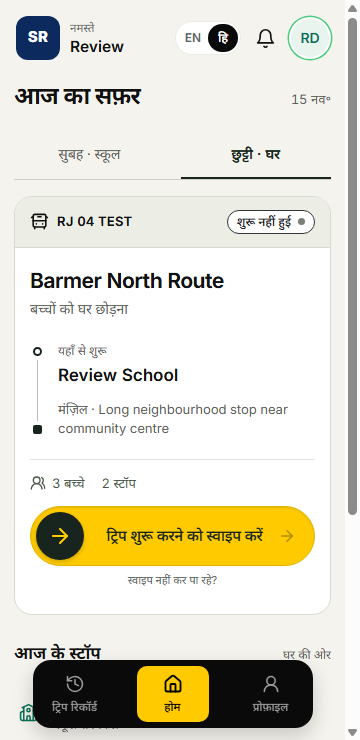 SR
नमस्ते
Review
EN
हि
RD
आज का सफ़र
15 नव॰
सुबह · स्कूल
छुट्टी · घर
RJ 04 TEST
शुरू नहीं हुई
Barmer North Route
बच्चों को घर छोड़ना
यहाँ से शुरू
Review School
मंज़िल · Long neighbourhood stop near
community centre
3 बच्चे
2 स्टॉप
ट्रिप शुरू करने को स्वाइप करें
स्वाइप नहीं कर पा रहे?
आज के स्टॉप
घर की ओर
ट्रिप रिकॉर्ड
होम
प्रोफ़ाइल